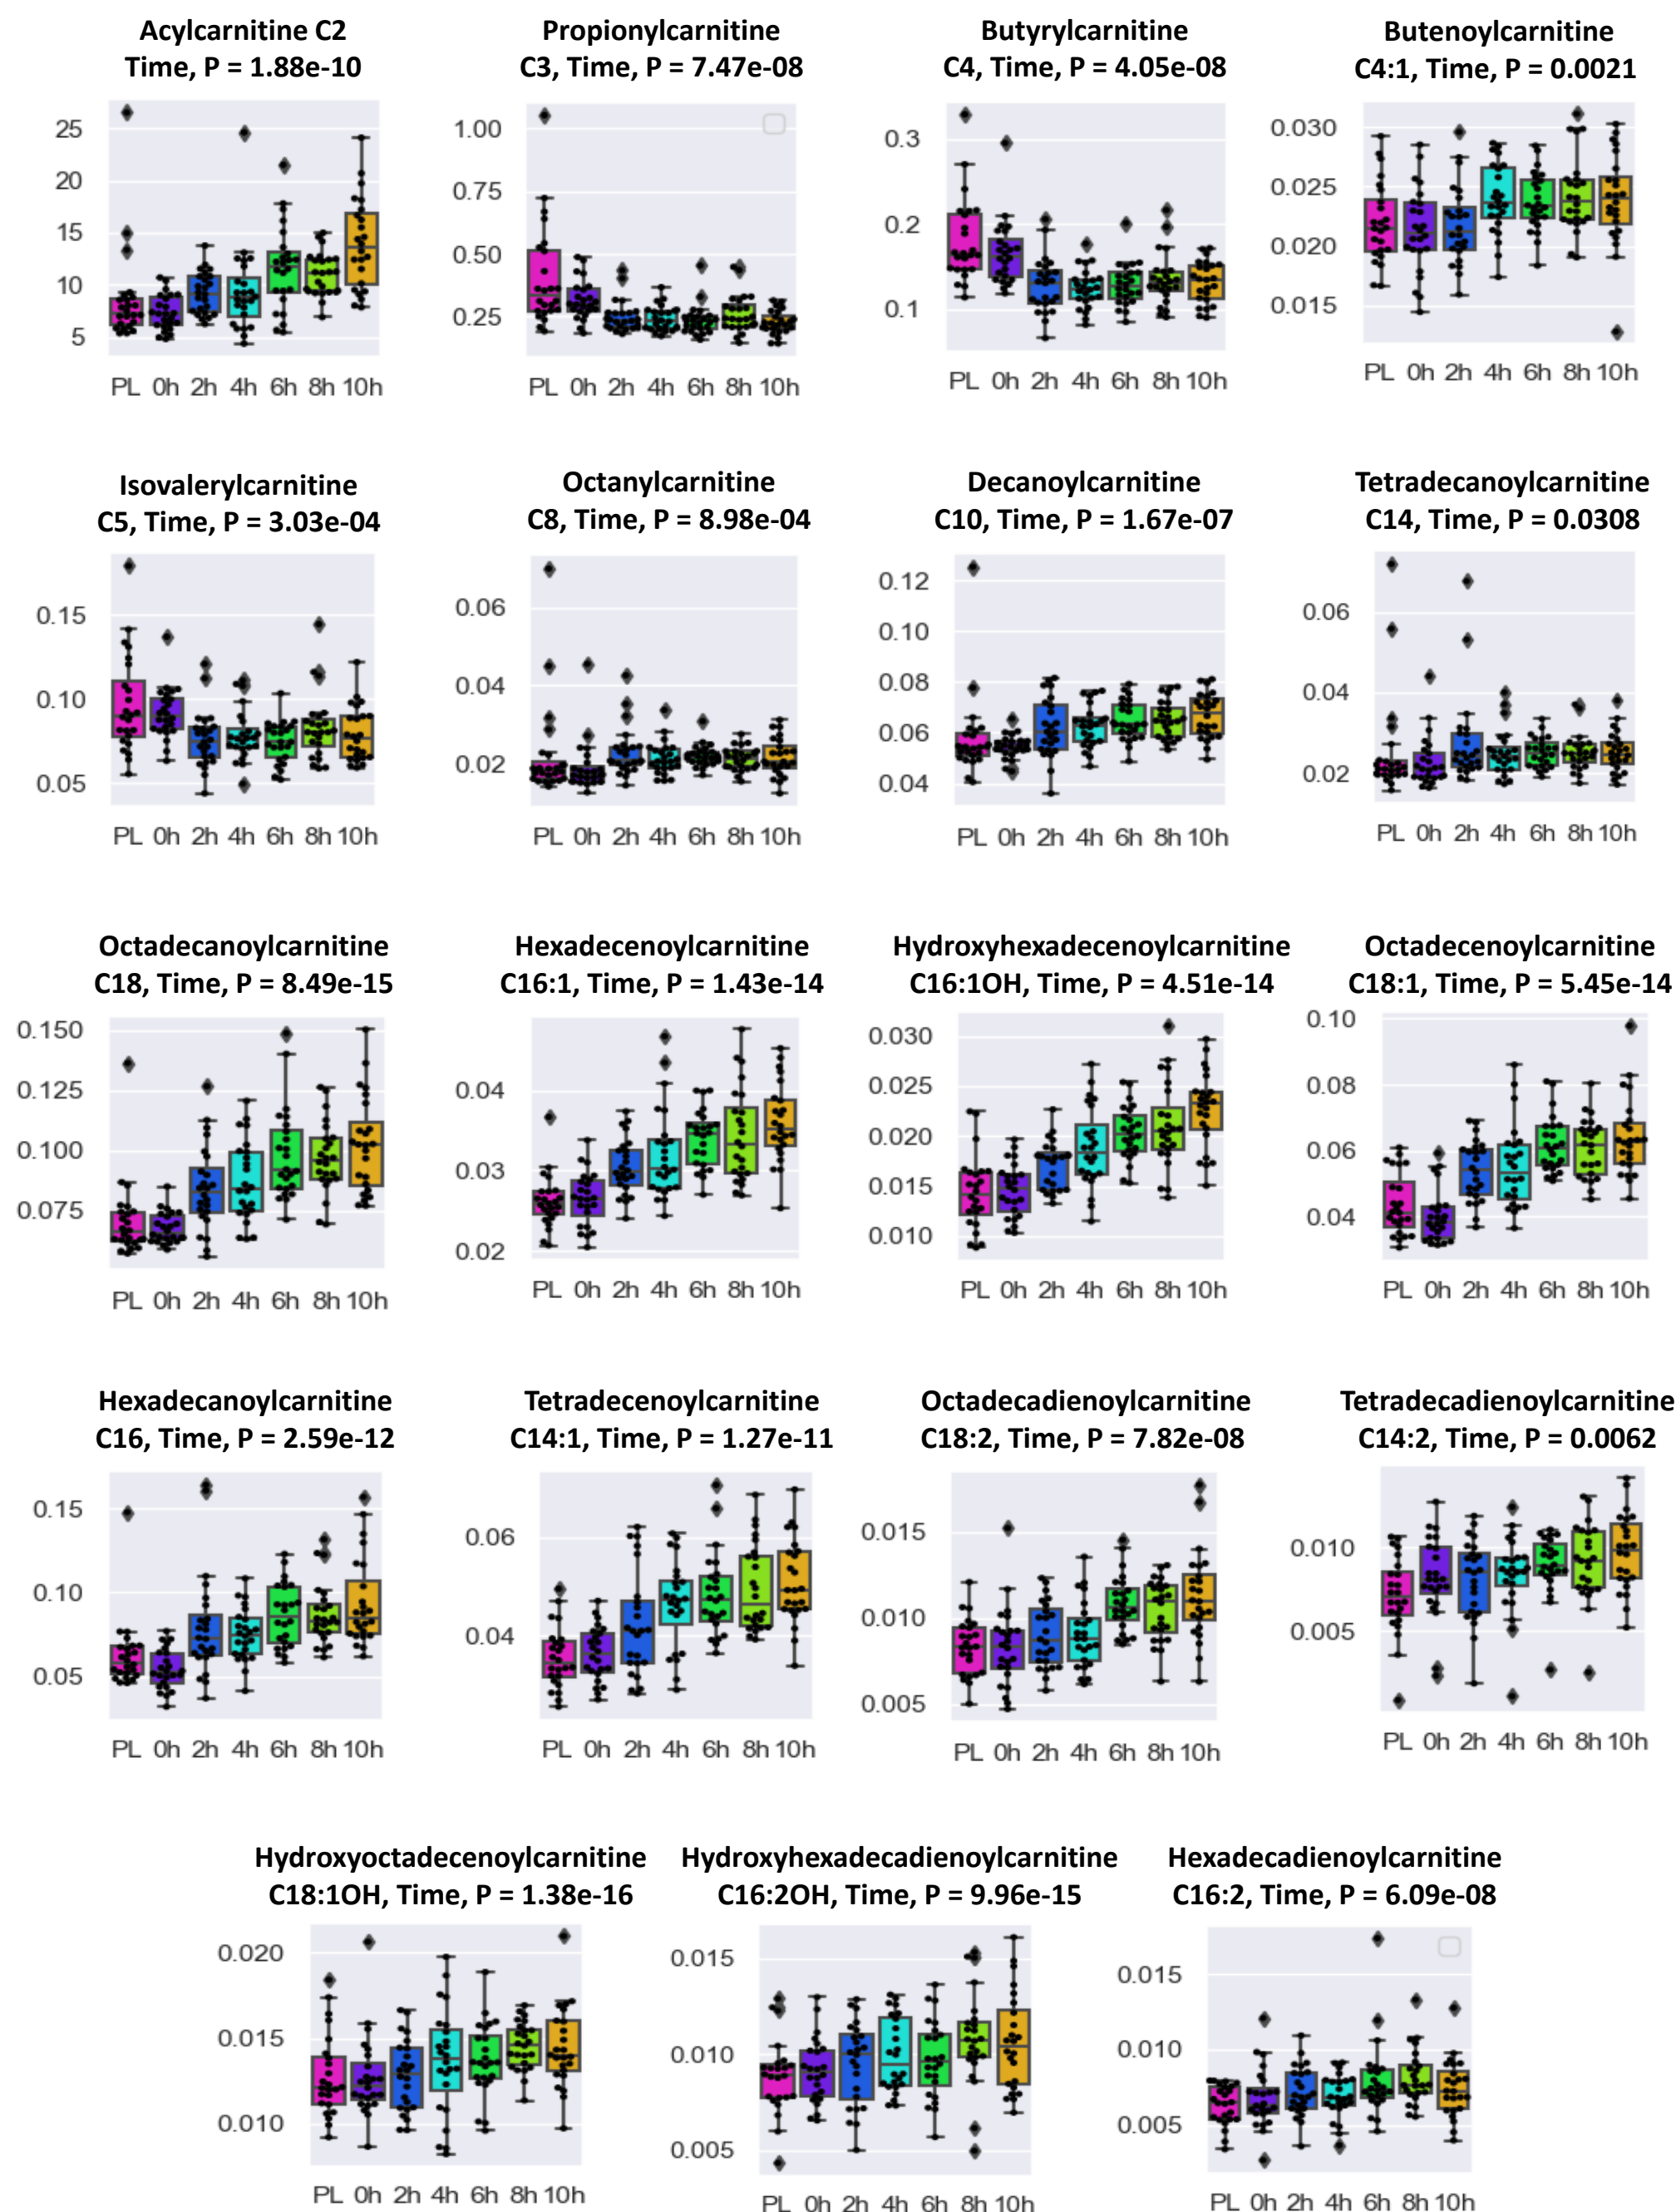 Acylcarnitine C2
Time, P = 1.88e-10
25
20
15
10
5
PL 0h 2h 4h 6h 8h 10h
Propionylcarnitine
C3, Time, P = 7.47e-08
1.00
0.75
0.50
0.25
PL 0h 2h 4h 6h 8h 10h
Butyrylcarnitine
C4, Time, P = 4.05e-08
0.3
0.2
0.1
PL 0h 2h 4h 6h 8h 10h
Butenoylcarnitine
C4:1, Time, P = 0.0021
0.030
0.025
0.020
0.015
PL 0h 2h 4h 6h 8h 10h
Isovalerylcarnitine
C5, Time, P = 3.03e-04
0.15
0.10
0.05
PL 0h 2h 4h 6h 8h 10h
Octanylcarnitine
C8, Time, P = 8.98e-04
0.06
0.04
0.02
PL 0h 2h 4h 6h 8h 10h
Decanoylcarnitine
C10, Time, P = 1.67e-07
0.12
0.10
0.08
0.06
0.04
PL 0h 2h 4h 6h 8h 10h
Tetradecanoylcarnitine
C14, Time, P = 0.0308
0.06
0.04
0.02
PL 0h 2h 4h 6h 8h 10h
Octadecanoylcarnitine
C18, Time, P = 8.49e-15
0.150
0.125
0.100
0.075
PL 0h 2h 4h 6h 8h 10h
Hexadecenoylcarnitine
C16:1, Time, P = 1.43e-14
0.04
0.03
0.02
PL 0h 2h 4h 6h 8h 10h
Hydroxyhexadecenoylcarnitine
C16:1OH, Time, P = 4.51e-14
0.030
0.025
0.020
0.015
0.010
PL 0h 2h 4h 6h 8h 10h
Octadecenoylcarnitine
C18:1, Time, P = 5.45e-14
0.10
0.08
0.06
0.04
PL 0h 2h 4h 6h 8h 10h
Hexadecanoylcarnitine
C16, Time, P = 2.59e-12
0.15
0.10
0.05
PL 0h 2h 4h 6h 8h 10h
Tetradecenoylcarnitine
C14:1, Time, P = 1.27e-11
0.06
0.04
PL 0h 2h 4h 6h 8h 10h
Octadecadienoylcarnitine
C18:2, Time, P = 7.82e-08
0.015
0.010
0.005
PL 0h 2h 4h 6h 8h 10h
Tetradecadienoylcarnitine
C14:2, Time, P = 0.0062
0.010
0.005
PL 0h 2h 4h 6h 8h 10h
Hydroxyoctadecenoylcarnitine
C18:1OH, Time, P = 1.38e-16
0.020
0.015
0.010
PL 0h 2h 4h 6h 8h 10h
Hydroxyhexadecadienoylcarnitine
C16:2OH, Time, P = 9.96e-15
0.015
0.010
0.005
PL 0h 2h 4h 6h 8h 10h
Hexadecadienoylcarnitine
C16:2, Time, P = 6.09e-08
0.015
0.010
0.005
PL 0h 2h 4h 6h 8h 10h